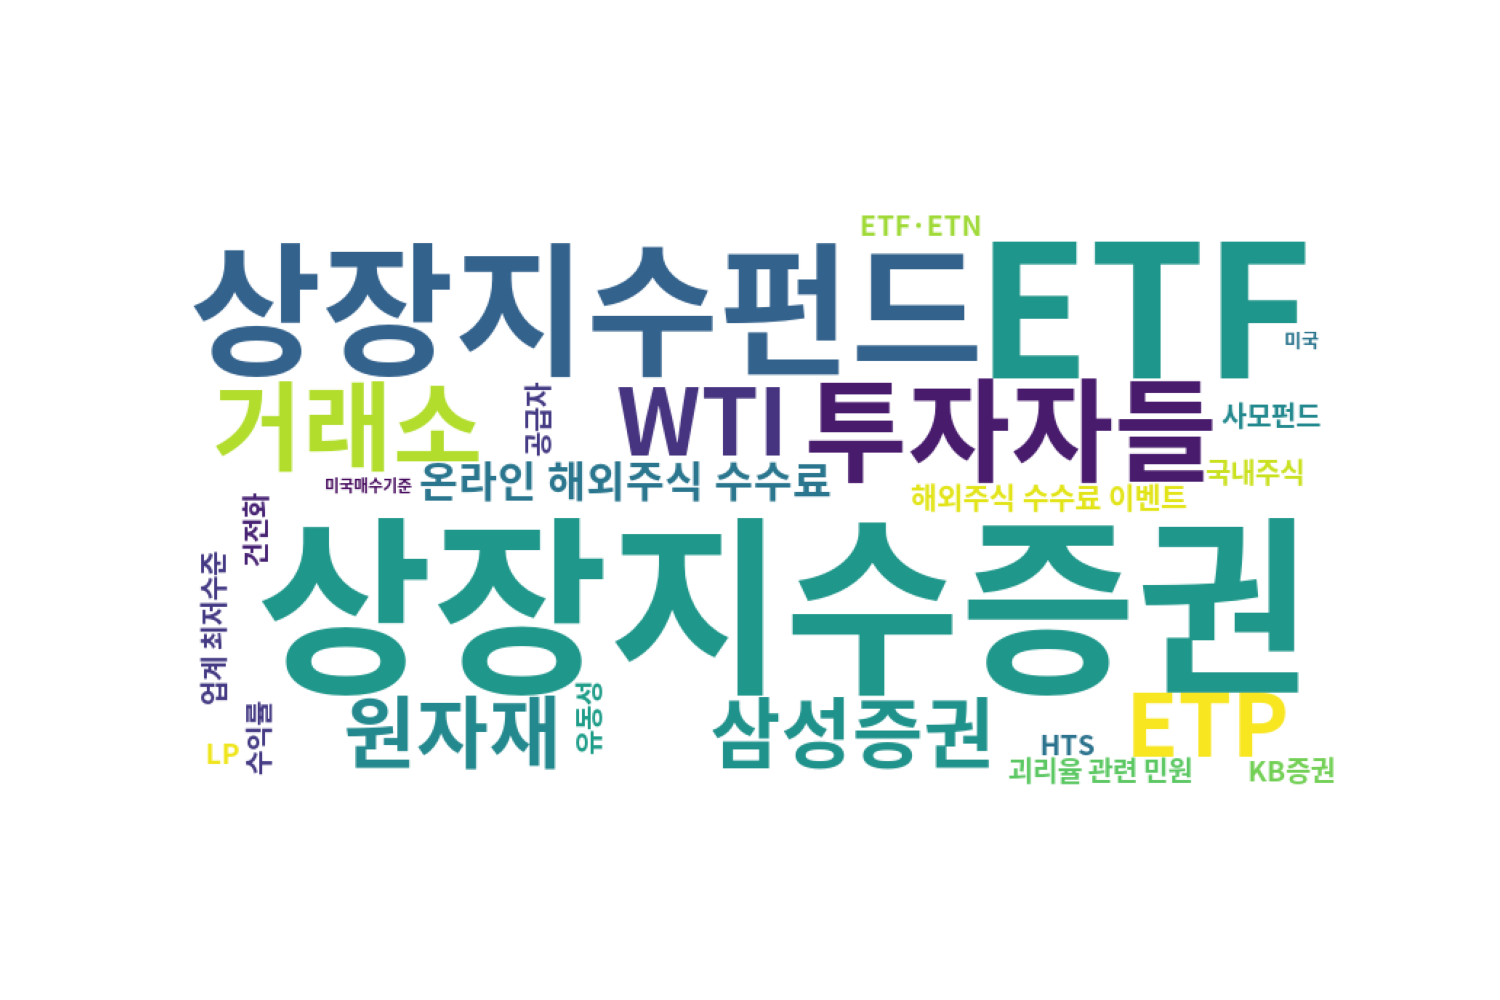 ETF·ETN
상장지수펀드
ETF
미국
거래소
공급자
WTI
투자자들
사모펀드
미국매수기준
온라인 해외주식 수수료
국내주식
해외주식 수수료 이벤트
건전화
상장지수증권
업계 최저수준
원자재
유동성
삼성증권
ETP
LP
수익률
HTS
괴리율 관련 민원
KB증권